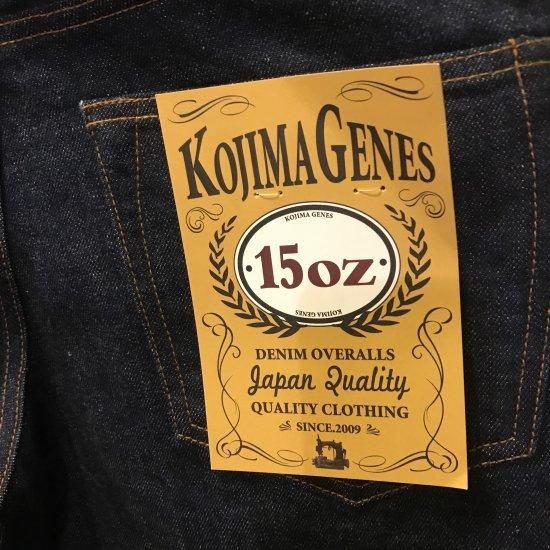 KOJIMA GENES
KOJIMA GENES
15oz
KOJIMA GENES
DENIM OVERALLS
Japan Quality
QUALITY CLOTHING
SINCE.2009